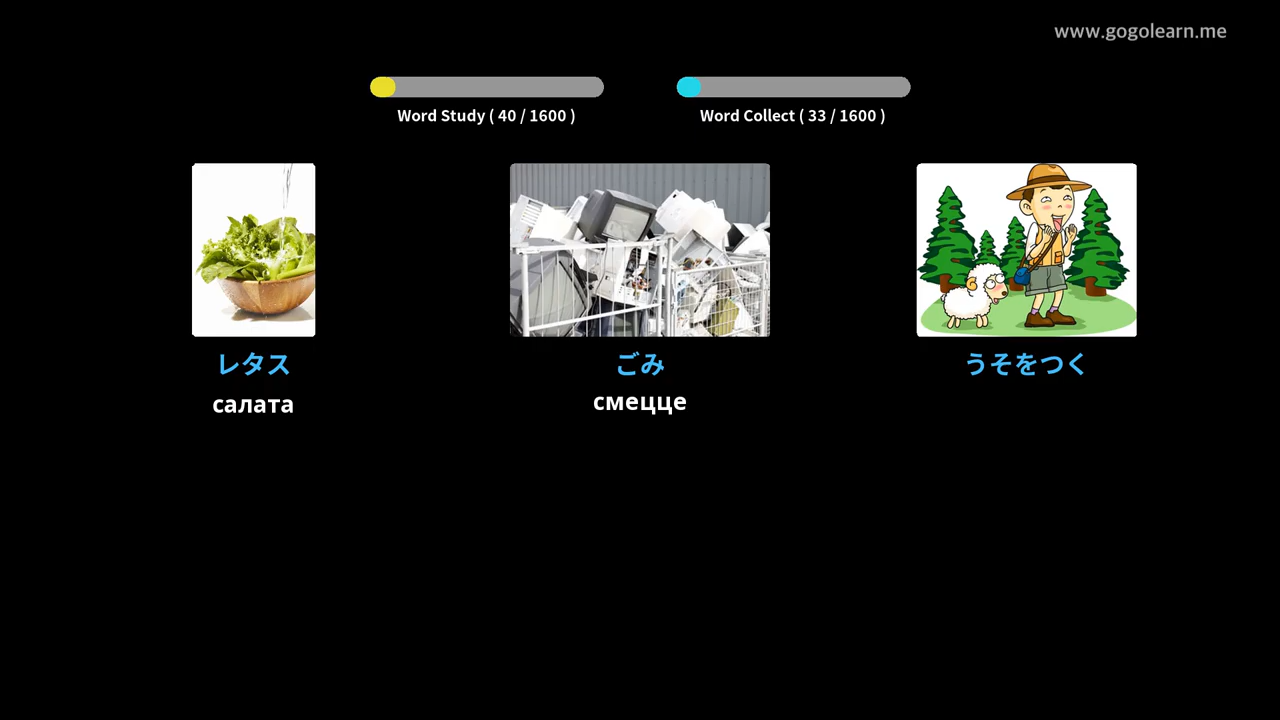 www.gogolearn.me
Word Study ( 40 / 1600 )
Word Collect ( 33 / 1600 )
レタス
ごみ
うそをつく
салата
смецце